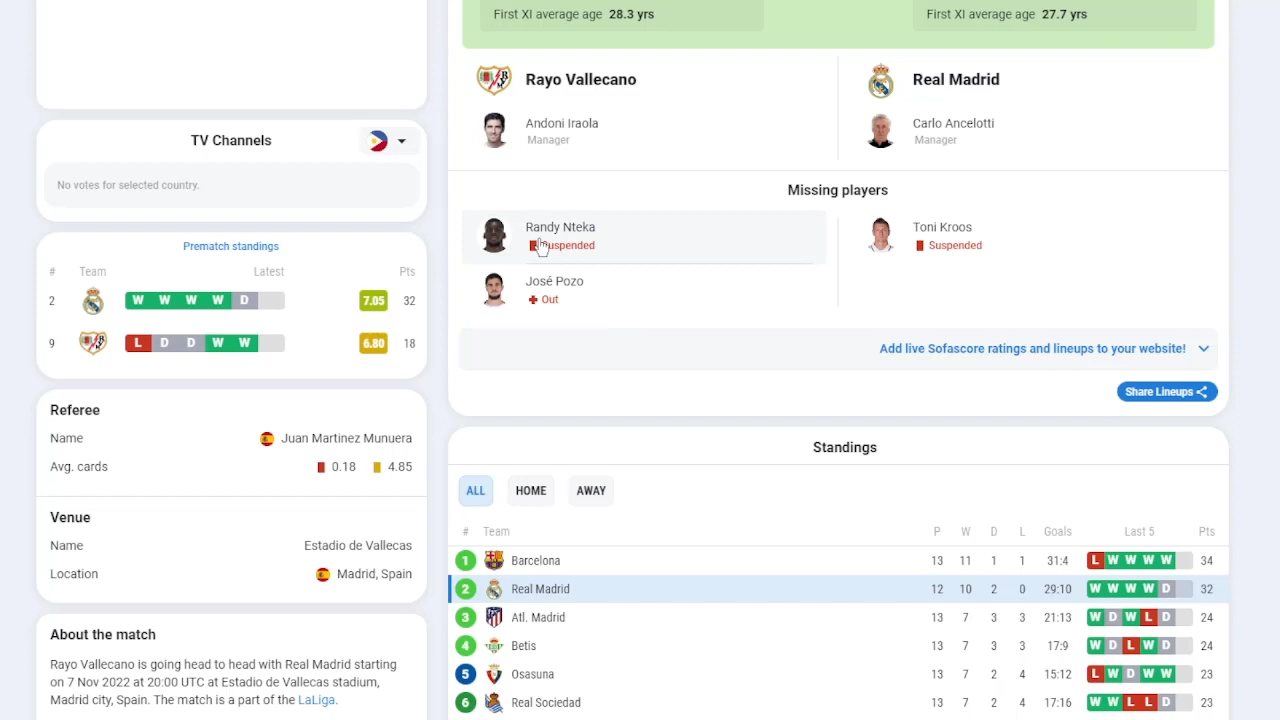 First XI average age 28.3 yrs
First XI average age 27.7 yrs
Rayo Vallecano
Real Madrid
Andoni Iraola
Manager
Carlo Ancelotti
Manager
Missing players
Randy Nteka
Suspended
Toni Kroos
Suspended
José Pozo
Out
Add live Sofascore ratings and lineups to your website!
Share Lineups
TV Channels
No votes for selected country.
Prematch standings
# Team Latest Pts
2 W W W W D 7.05 32
9 L D D W W 6.80 18
Referee
Name Juan Martinez Munuera
Avg. cards 0.18 4.85
Venue
Name Estadio de Vallecas
Location Madrid, Spain
About the match
Rayo Vallecano is going head to head with Real Madrid starting
on 7 Nov 2022 at 20:00 UTC at Estadio de Vallecas stadium,
Madrid city, Spain. The match is a part of the LaLiga.
Standings
ALL HOME AWAY
# Team P W D L Goals Last 5 Pts
1 Barcelona 13 11 1 1 31:4 L W W W W 34
2 Real Madrid 12 10 2 0 29:10 W W W W D 32
3 Atl. Madrid 13 7 3 3 21:13 W D W L D 24
4 Betis 13 7 3 3 17:9 W D L W D 24
5 Osasuna 13 7 2 4 15:12 L W D W W 23
6 Real Sociedad 13 7 2 4 17:16 W W L L D 23